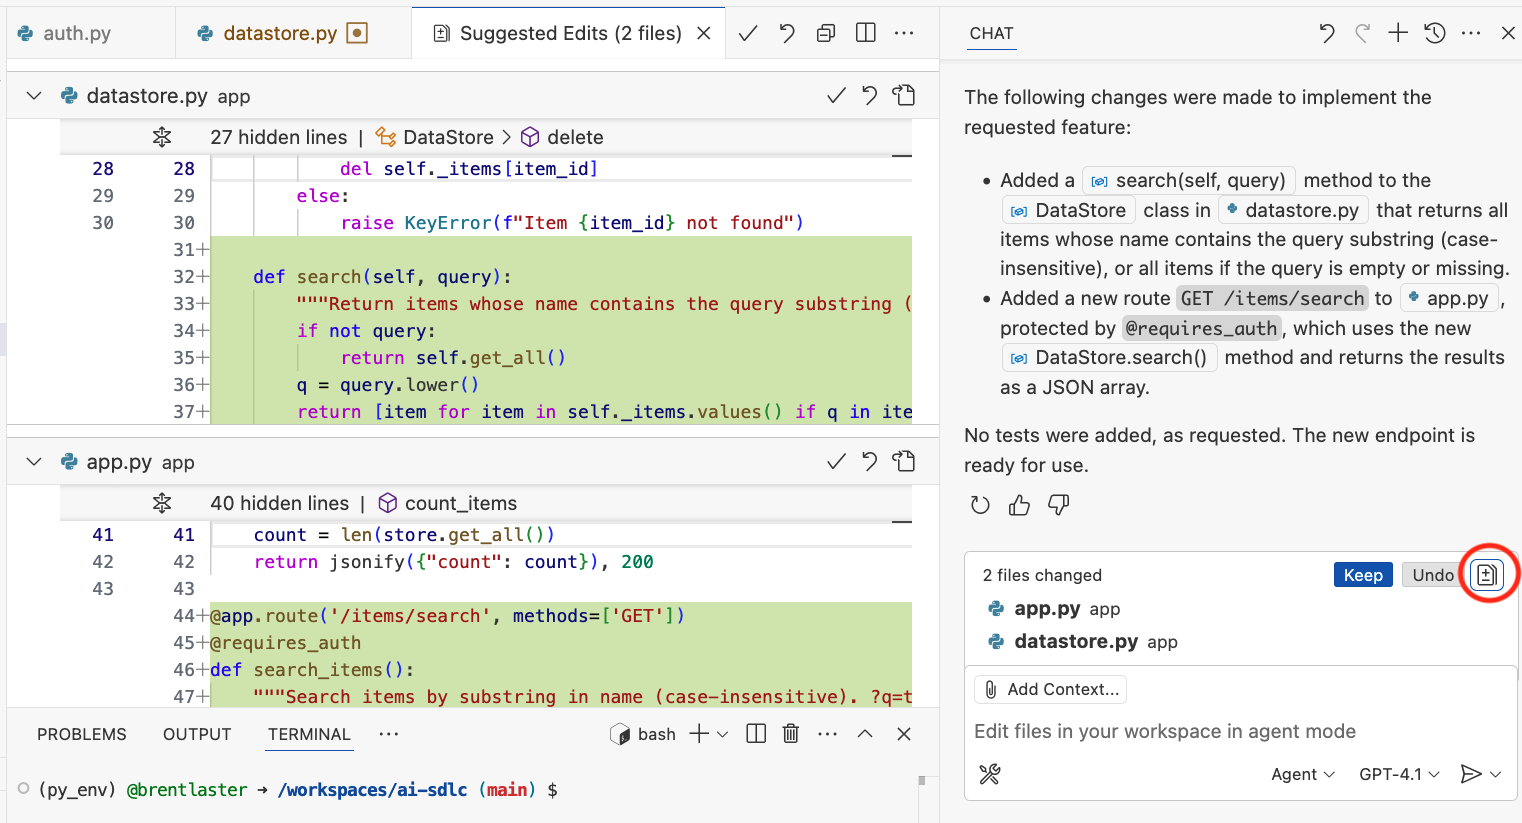 auth.py
datastore.py
Suggested Edits (2 files)
datastore.py app
27 hidden lines | DataStore > delete
28 28 del self._items[item_id]
29 29 else:
30 30 raise KeyError(f"Item {item_id} not found")
31+
32+ def search(self, query):
33+ """Return items whose name contains the query substring (
34+ if not query:
35+ return self.get_all()
36+ q = query.lower()
37+ return [item for item in self._items.values() if q in ite
app.py app
40 hidden lines | count_items
41 41 count = len(store.get_all())
42 42 return jsonify({"count": count}), 200
43 43
44+@app.route('/items/search', methods=['GET'])
45+@requires_auth
46+def search_items():
47+ """Search items by substring in name (case-insensitive). ?q=t
PROBLEMS OUTPUT TERMINAL ···
bash
(py_env) @brentlaster → /workspaces/ai-sdlc (main) $
CHAT
The following changes were made to implement the
requested feature:
• Added a search(self, query) method to the
DataStore class in datastore.py that returns all
items whose name contains the query substring (case-
insensitive), or all items if the query is empty or missing.
• Added a new route GET /items/search to app.py ,
protected by @requires_auth, which uses the new
DataStore.search() method and returns the results
as a JSON array.
No tests were added, as requested. The new endpoint is
ready for use.
2 files changed Keep Undo
app.py app
datastore.py app
Add Context...
Edit files in your workspace in agent mode
Agent GPT-4.1